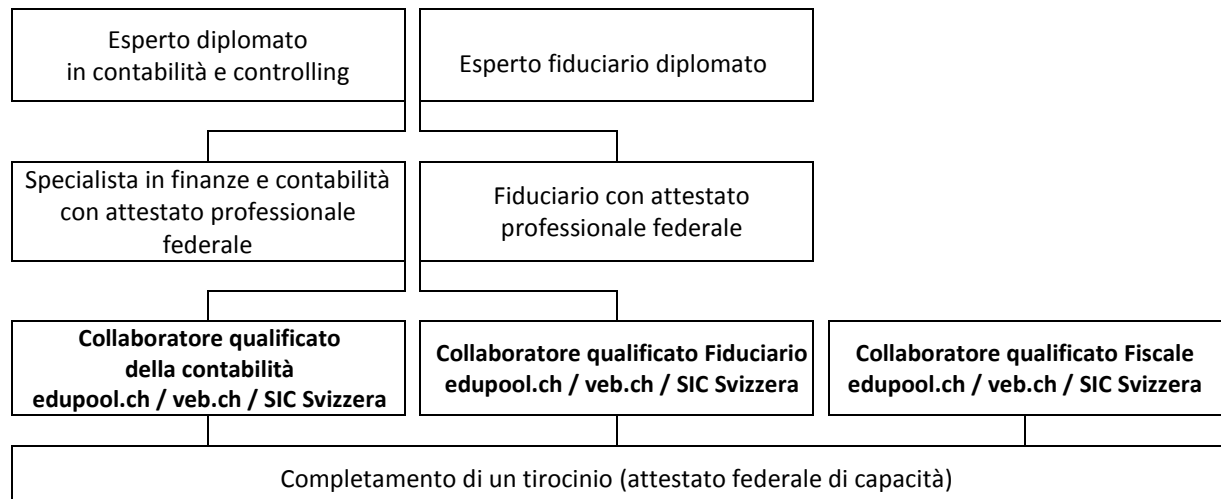 Esperto diplomato
in contabilità e controlling
Esperto fiduciario diplomato
Specialista in finanze e contabilità
con attestato professionale
federale
Fiduciario con attestato
professionale federale
Collaboratore qualificato
della contabilità
edupool.ch / veb.ch / SIC Svizzera
Collaboratore qualificato Fiduciario
edupool.ch / veb.ch / SIC Svizzera
Collaboratore qualificato Fiscale
edupool.ch / veb.ch / SIC Svizzera
Completamento di un tirocinio (attestato federale di capacità)